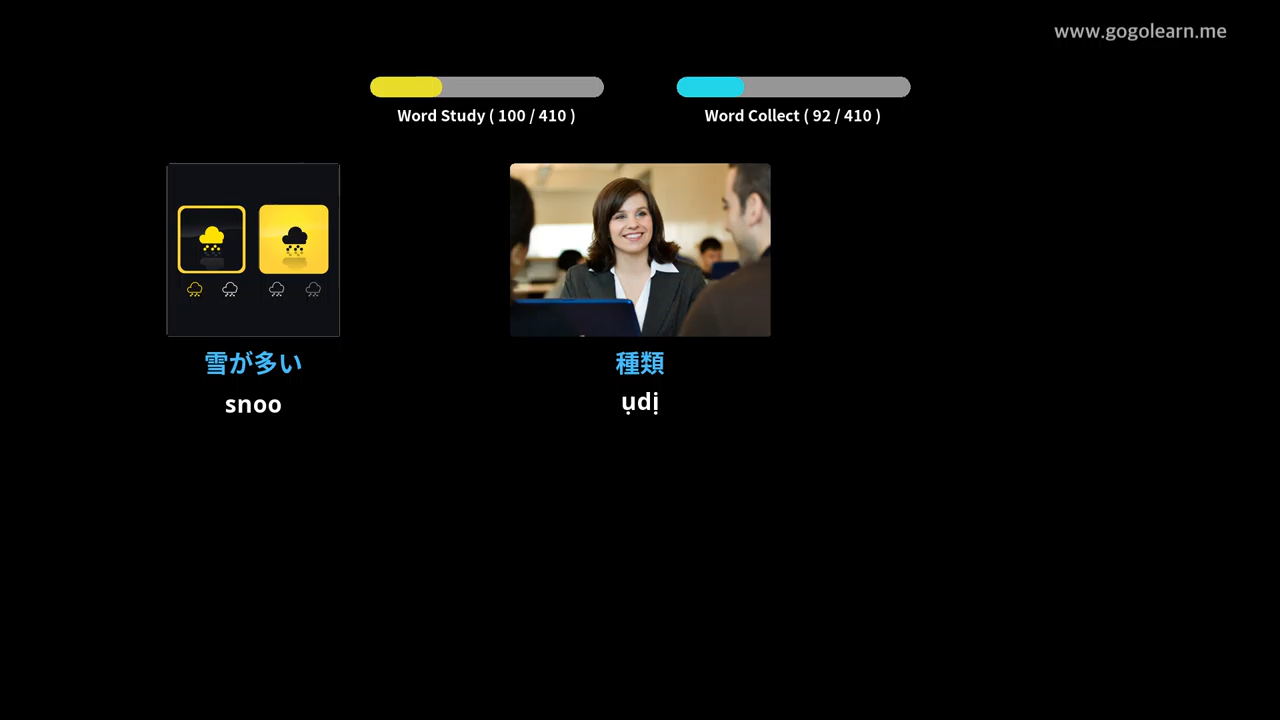 www.gogolearn.me
Word Study ( 100 / 410 )
Word Collect ( 92 / 410 )
雪が多い
snoo
種類
ụdị